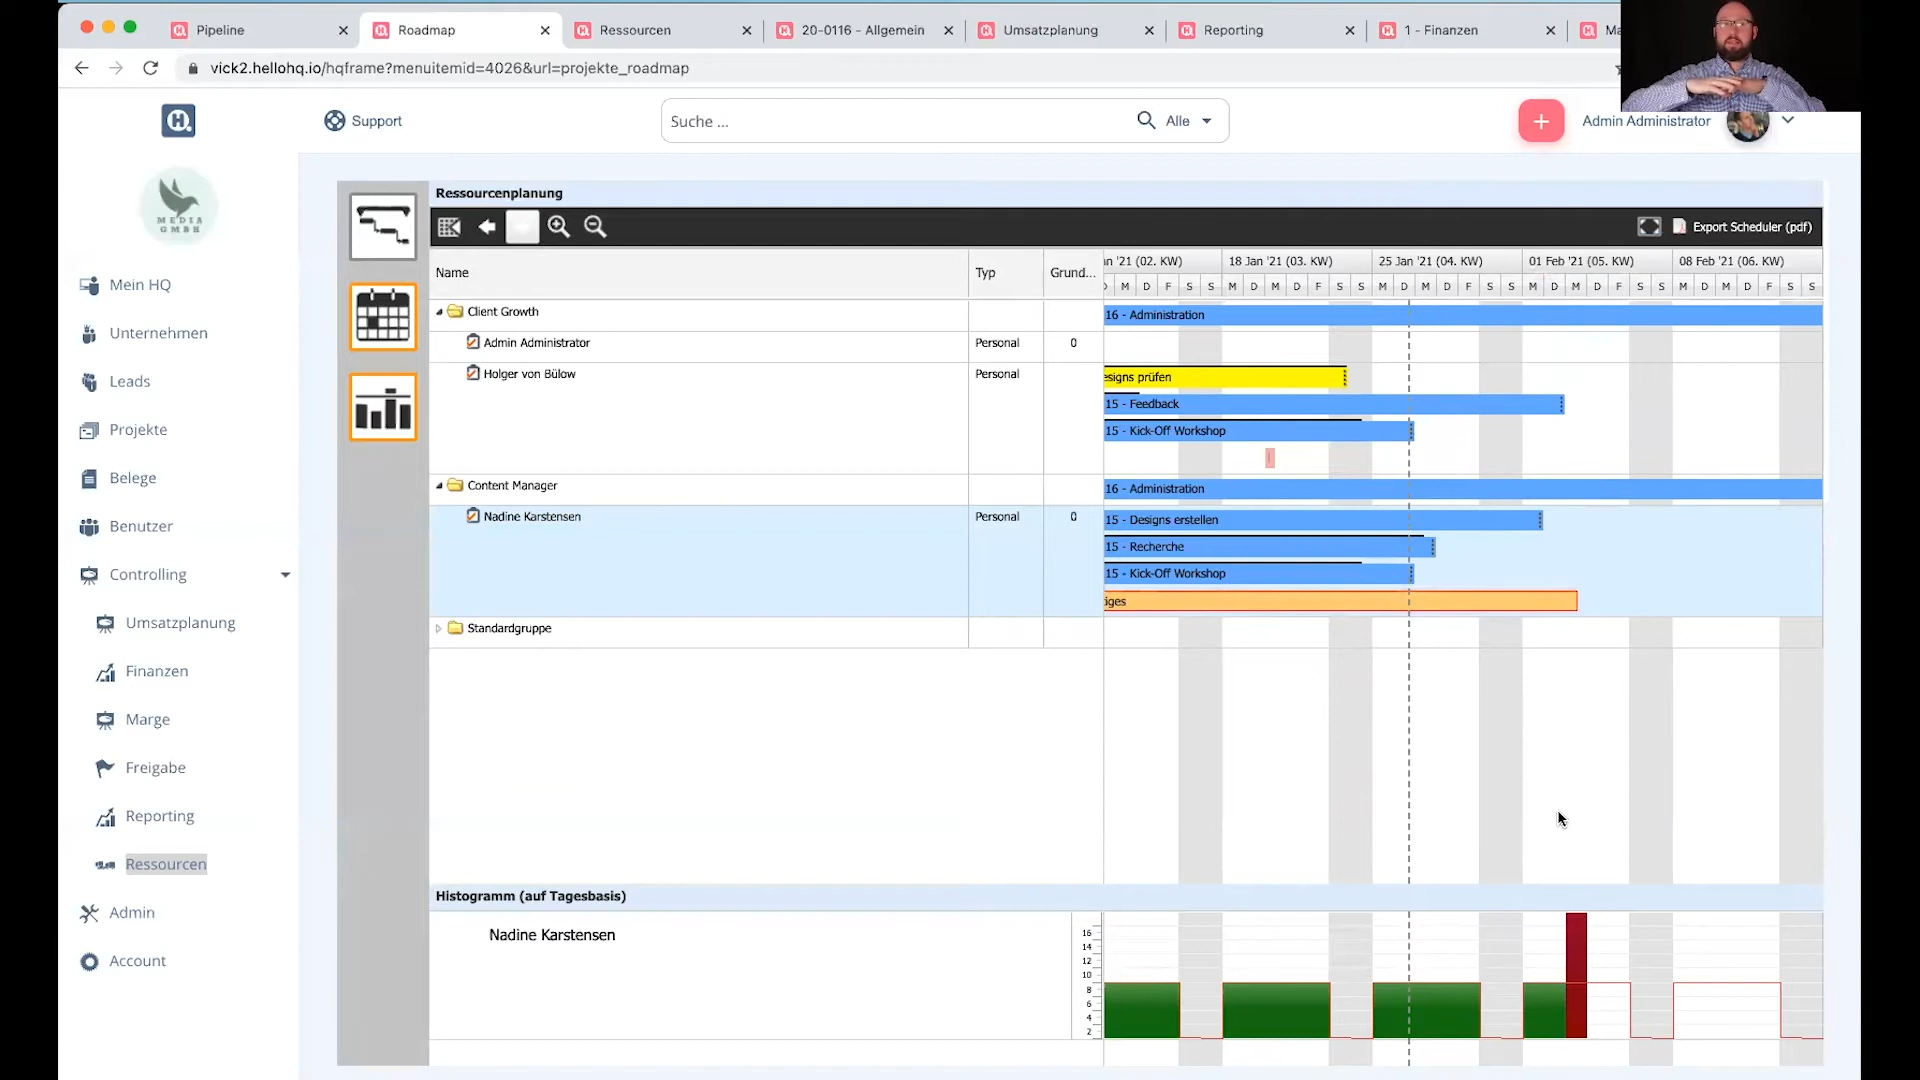 Pipeline
Roadmap
Ressourcen
20-0116 - Allgemein
Umsatzplanung
Reporting
1 - Finanzen
vick2.hellohq.io/hqframe?menuitemid=4026&url=projekte_roadmap
Support
Suche ...
Alle
Admin Administrator
MEDIA
GMBH
Mein HQ
Unternehmen
Leads
Projekte
Belege
Benutzer
Controlling
Umsatzplanung
Finanzen
Marge
Freigabe
Reporting
Ressourcen
Admin
Account
Ressourcenplanung
Export Scheduler (pdf)
Name
Typ
Grund...
n '21 (02. KW)
18 Jan '21 (03. KW)
25 Jan '21 (04. KW)
01 Feb '21 (05. KW)
08 Feb '21 (06. KW)
M D F S S M D M D F S S M D M D F S S M D M D F S S M D M D F S S
Client Growth
16 - Administration
Admin Administrator
Personal
0
Holger von Bülow
Personal
esigns prüfen
15 - Feedback
15 - Kick-Off Workshop
Content Manager
16 - Administration
Nadine Karstensen
Personal
0
15 - Designs erstellen
15 - Recherche
15 - Kick-Off Workshop
iges
Standardgruppe
Histogramm (auf Tagesbasis)
Nadine Karstensen
16
14
12
10
8
6
4
2